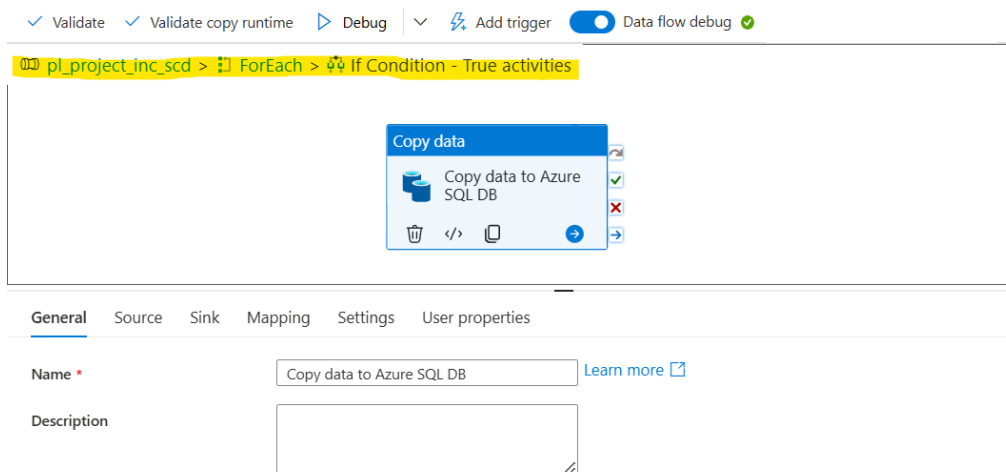 Validate Validate copy runtime Debug Add trigger Data flow debug
pl_project_inc_scd > ForEach > If Condition - True activities
Copy data
Copy data to Azure
SQL DB
General Source Sink Mapping Settings User properties
Name * Copy data to Azure SQL DB Learn more
Description